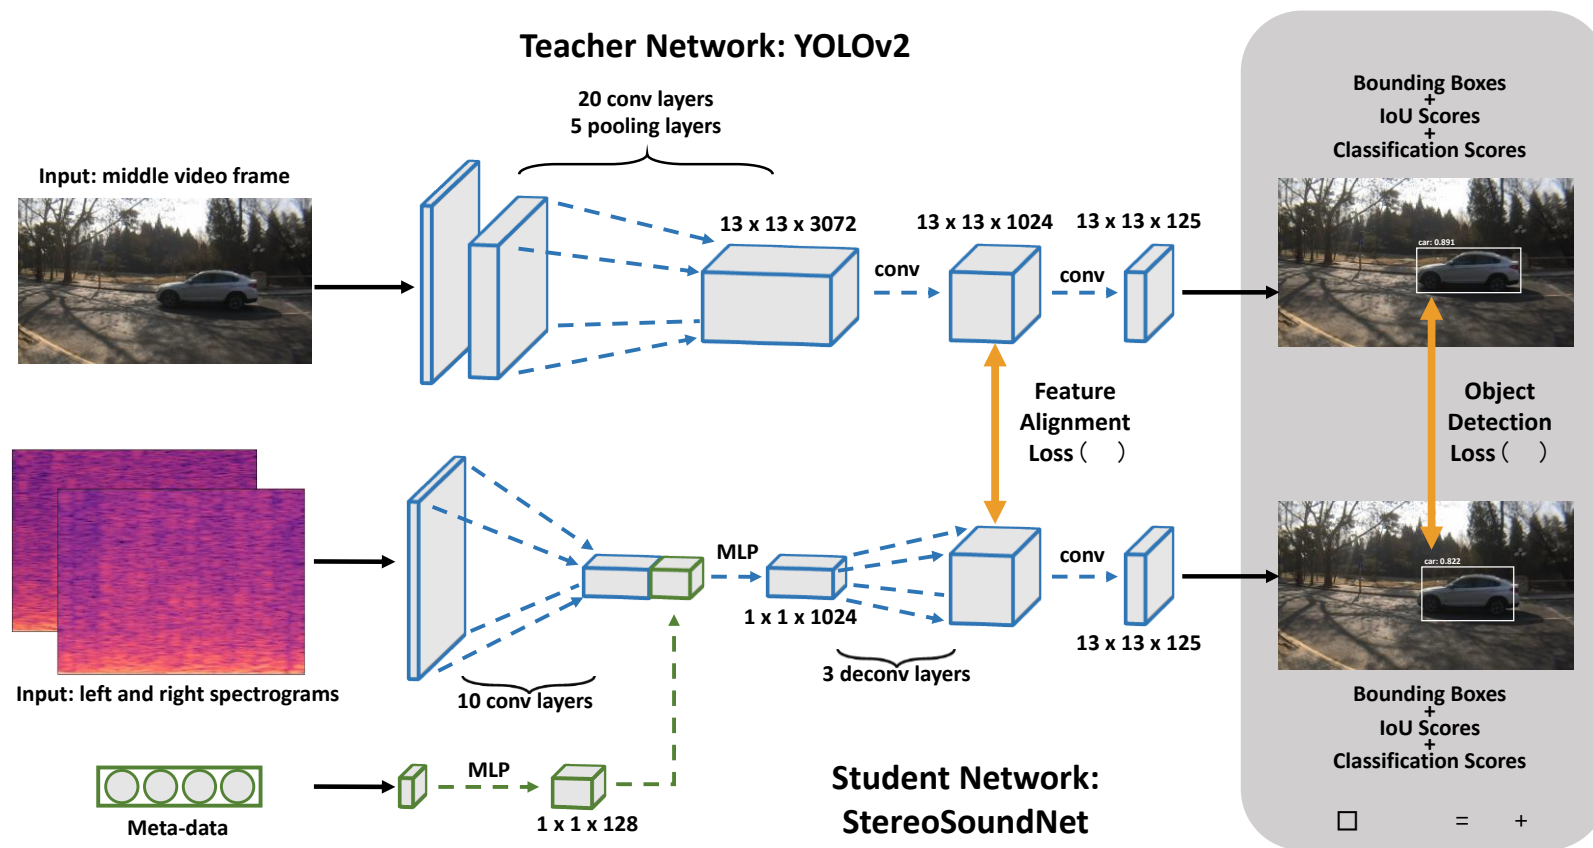 Teacher Network: YOLOv2
20 conv layers
5 pooling layers
Input: middle video frame
13 x 13 x 3072
13 x 13 x 1024
13 x 13 x 125
conv
conv
Bounding Boxes
+
IoU Scores
+
Classification Scores
car: 0.891
Feature
Alignment
Loss ( )
Object
Detection
Loss ( )
Input: left and right spectrograms
10 conv layers
MLP
1 x 1 x 1024
3 deconv layers
conv
13 x 13 x 125
car: 0.822
Bounding Boxes
+
IoU Scores
+
Classification Scores
Meta-data
MLP
1 x 1 x 128
Student Network:
StereoSoundNet
□ = +